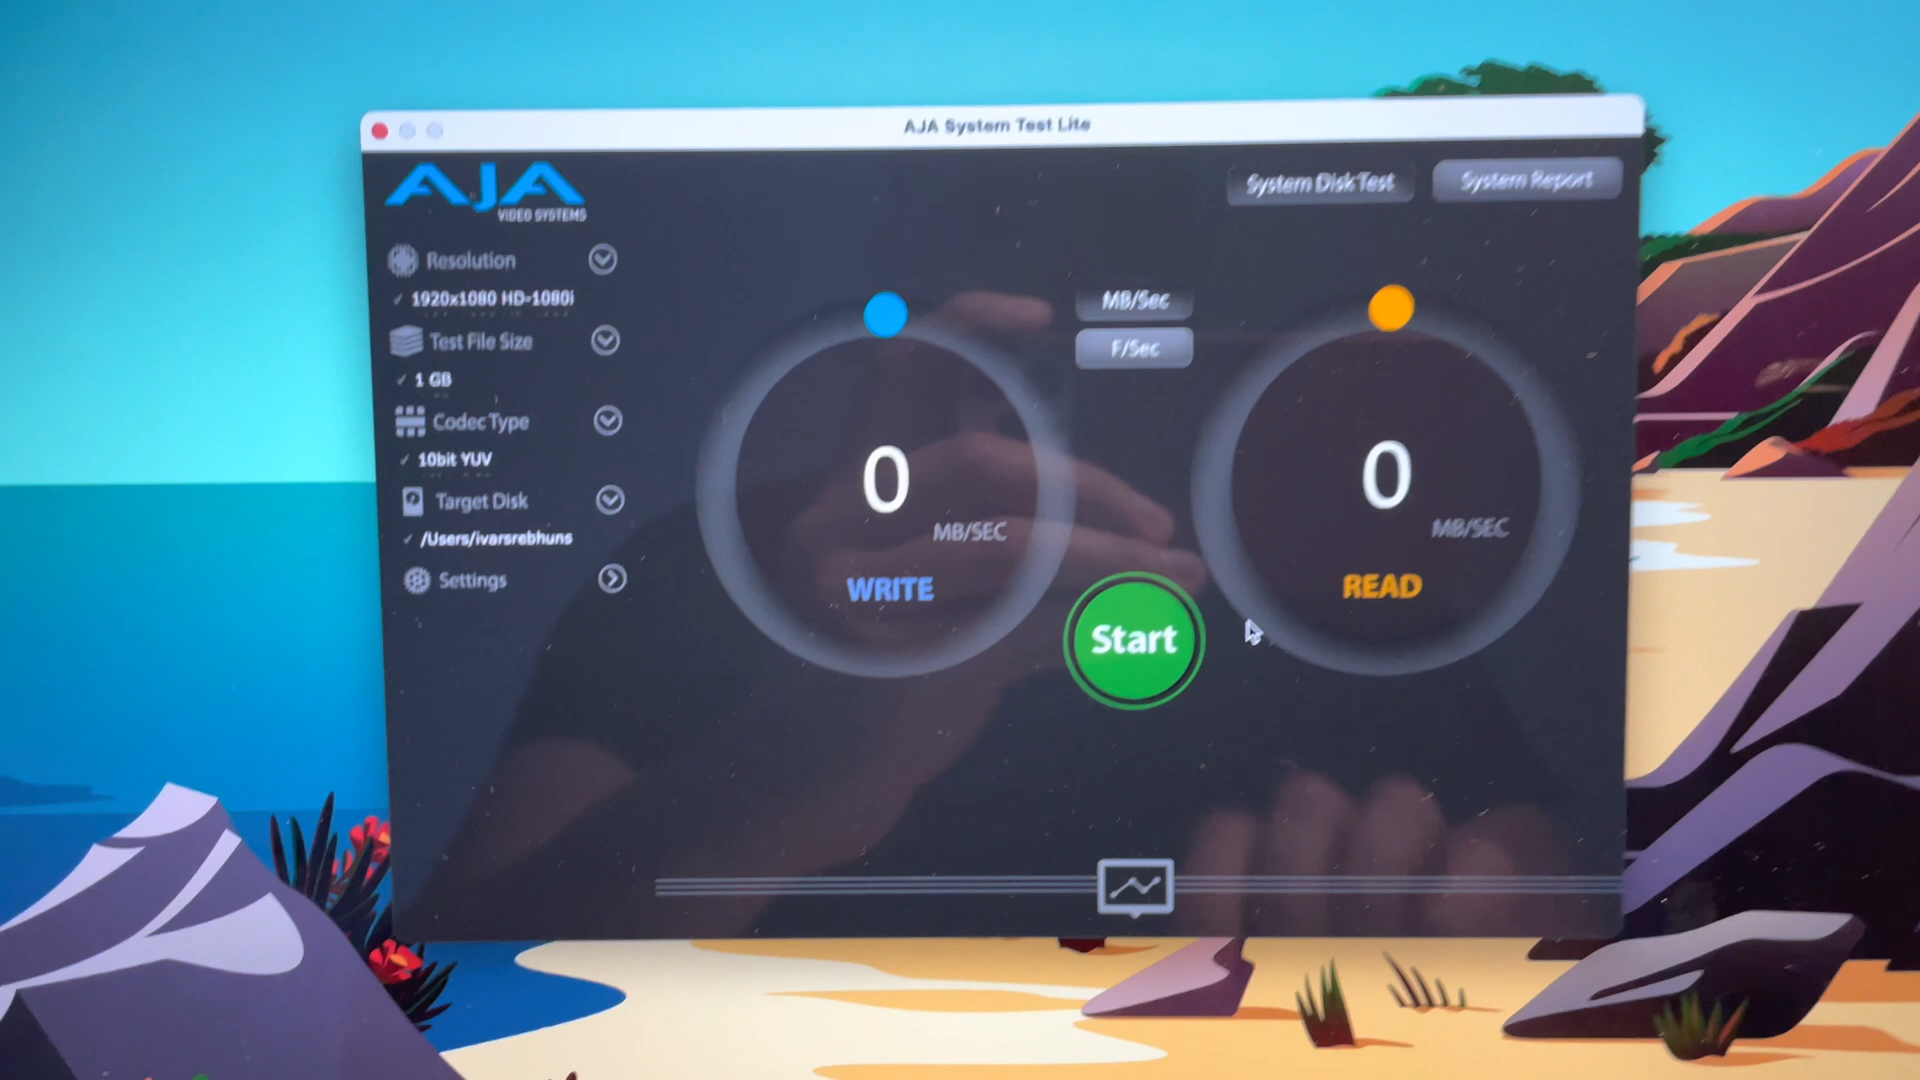 AJA System Test Lite
AJA
VIDEO SYSTEMS
System Disk Test
System Report
Resolution
✓ 1920x1080 HD-1080i
Test File Size
✓ 1 GB
Codec Type
✓ 10bit YUV
Target Disk
✓ /Users/ivarsrebhuns
Settings
MB/Sec
F/Sec
0
MB/SEC
WRITE
0
MB/SEC
READ
Start